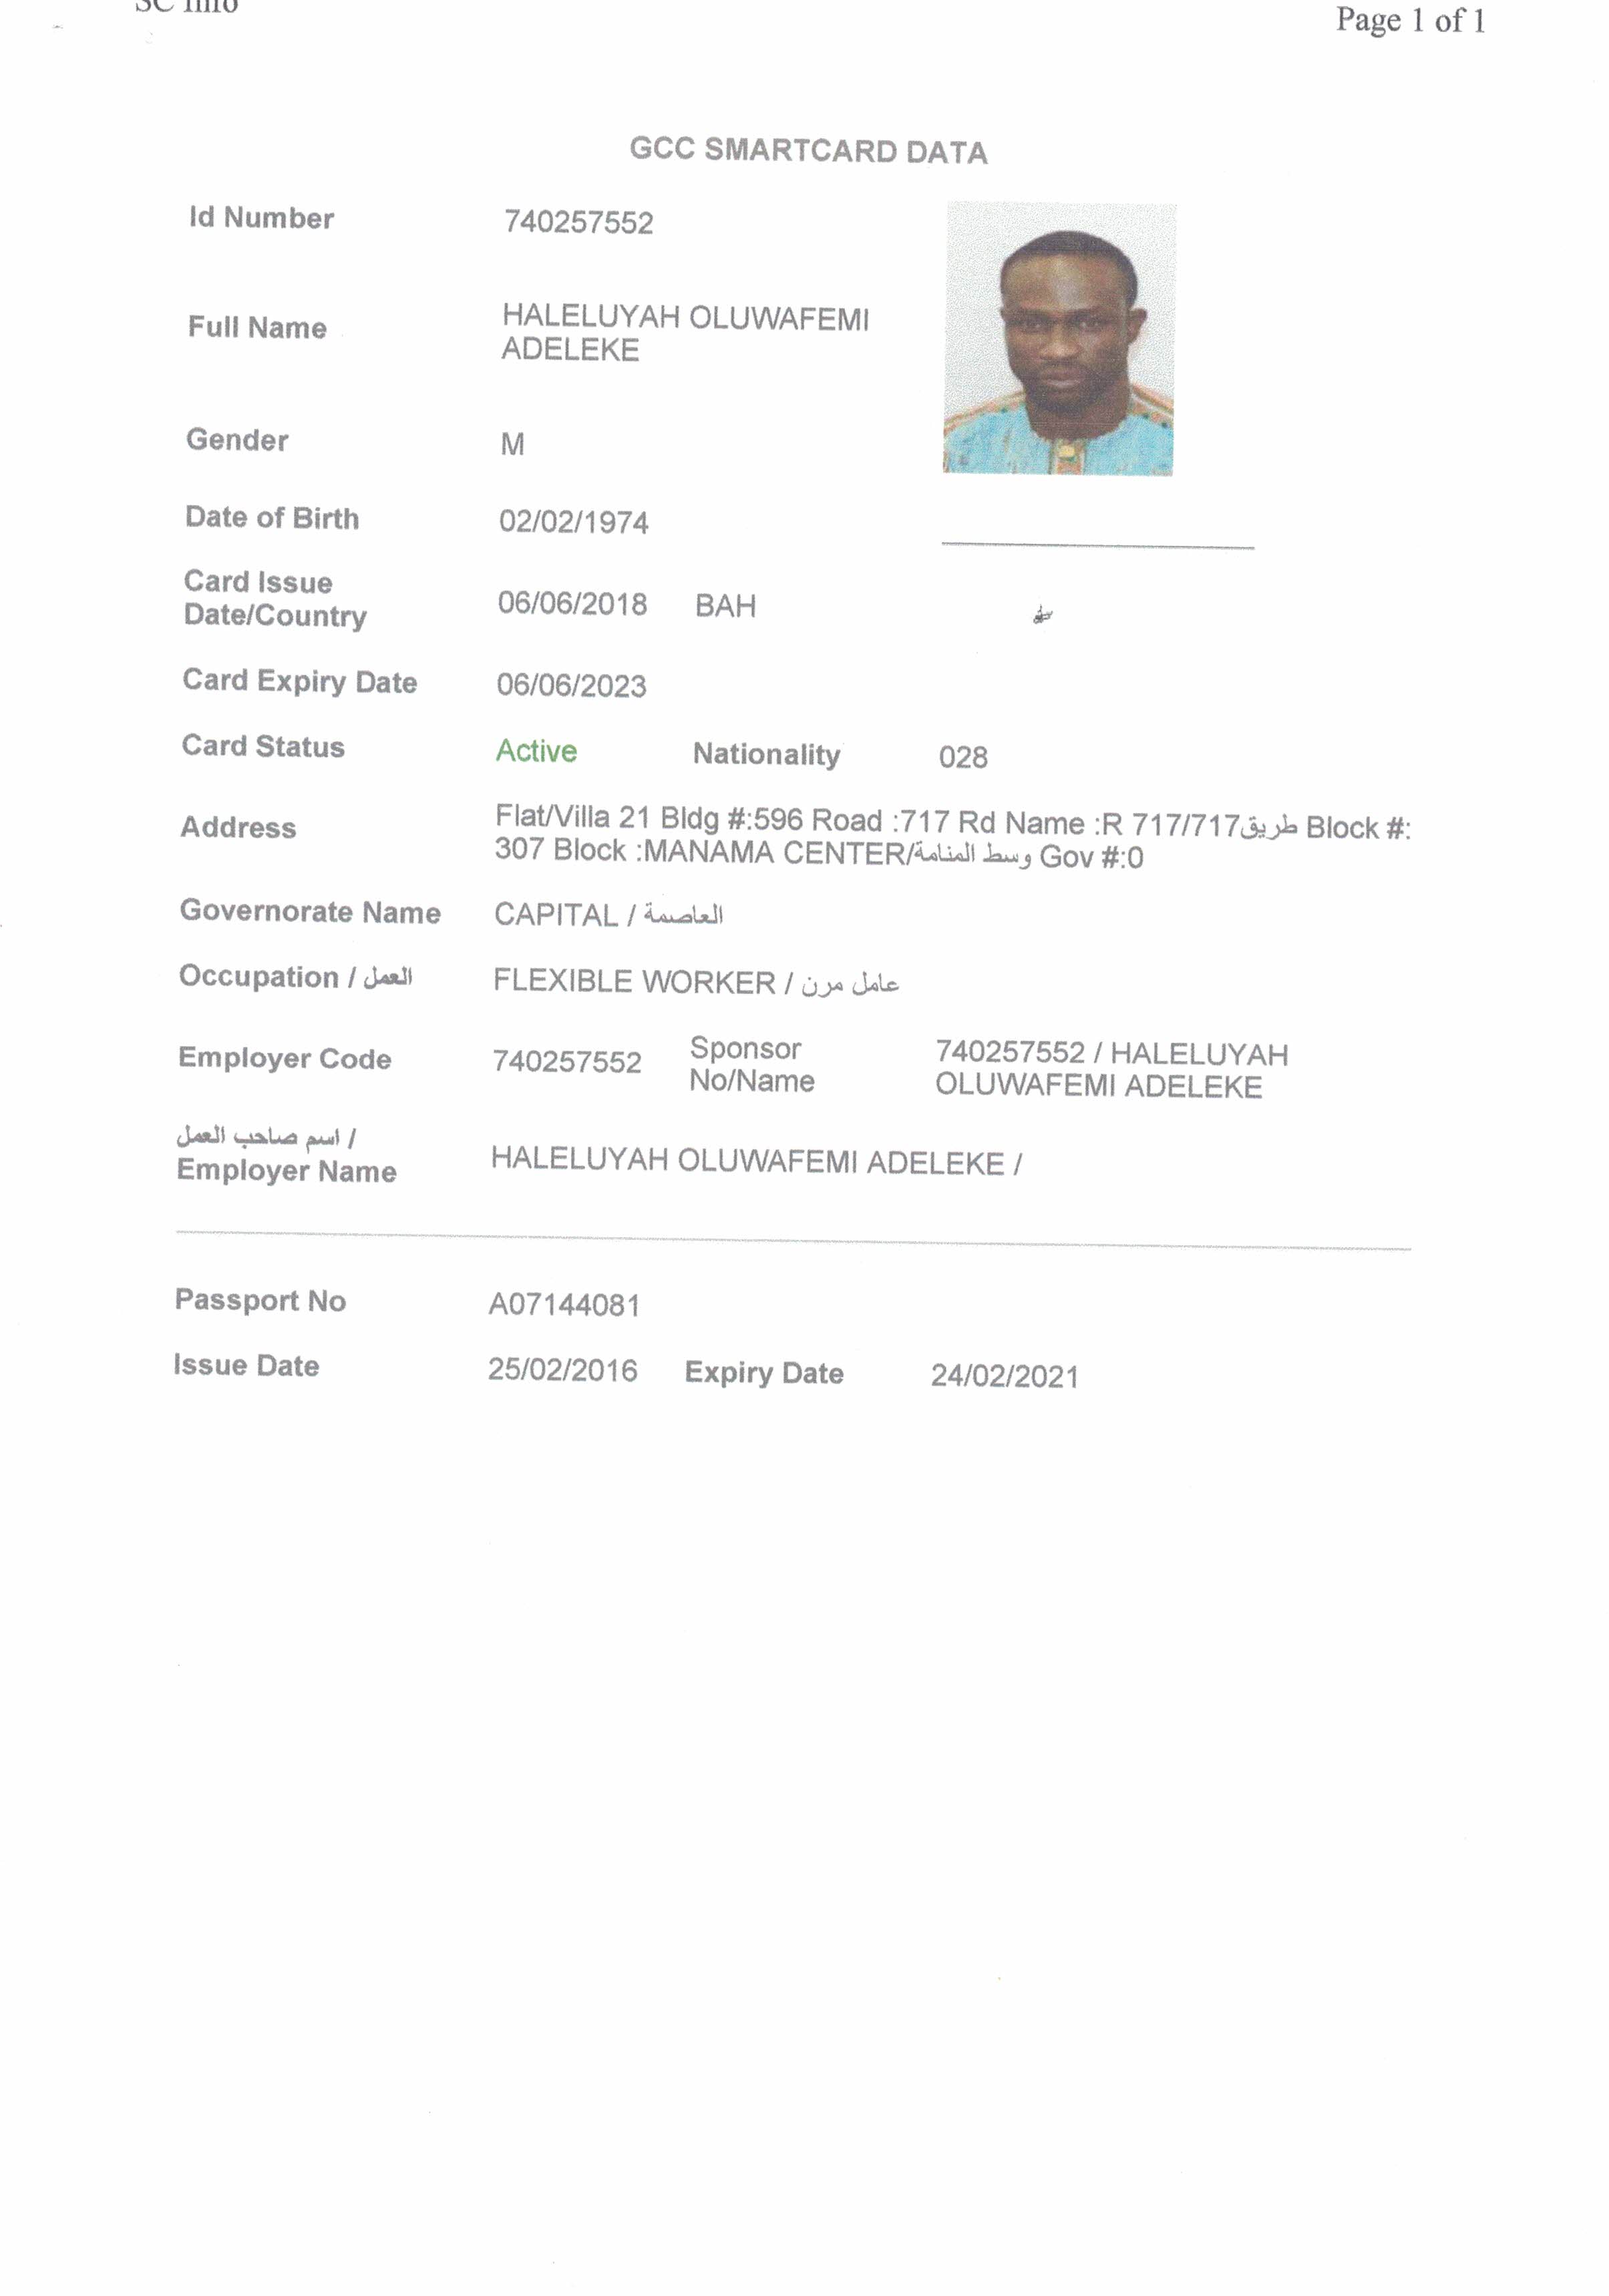 SC Info
Page 1 of 1
GCC SMARTCARD DATA
Id Number 740257552
Full Name HALELUYAH OLUWAFEMI
ADELEKE
Gender M
Date of Birth 02/02/1974
Card Issue
Date/Country 06/06/2018 BAH
Card Expiry Date 06/06/2023
Card Status Active Nationality 028
Address Flat/Villa 21 Bldg #:596 Road :717 Rd Name :R 717/717طريق Block #:
307 Block :MANAMA CENTER/وسط المنامة Gov #:0
Governorate Name CAPITAL / العاصمة
Occupation / العمل FLEXIBLE WORKER / عامل مرن
Employer Code 740257552 Sponsor
No/Name 740257552 / HALELUYAH
OLUWAFEMI ADELEKE
اسم صاحب العمل /
Employer Name HALELUYAH OLUWAFEMI ADELEKE /
Passport No A07144081
Issue Date 25/02/2016 Expiry Date 24/02/2021